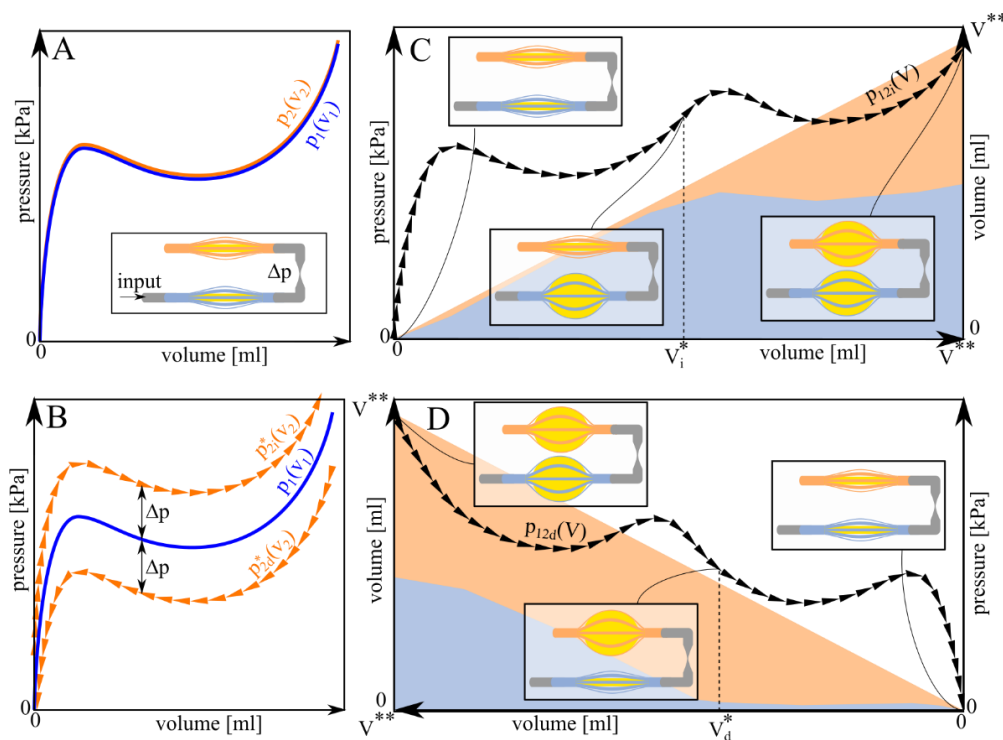 A
pressure [kPa]
p₂(v₂)
p₁(v₁)
input
Δp
0
0
volume [ml]
C
V**
p₁₂ᵢ(V)
pressure [kPa]
volume [ml]
0
0
0
Vᵢ*
volume [ml]
V**
B
pressure [kPa]
p₂ᵢ*(v₂)
p₁(v₁)
Δp
Δp
p₂d*(v₂)
0
0
volume [ml]
V**
D
p₁₂d(V)
volume [ml]
pressure [kPa]
0
0
V**
volume [ml]
Vd*
0